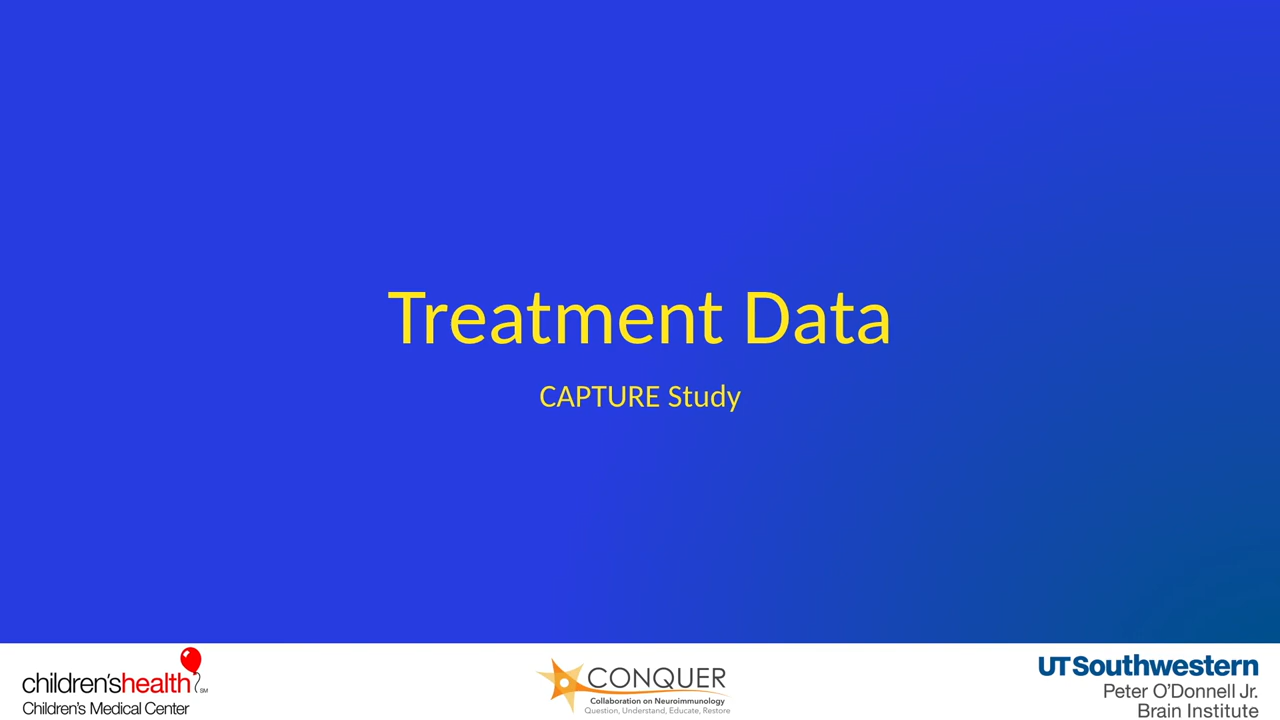 Treatment Data
CAPTURE Study
children'shealth SM
Children's Medical Center
CONQUER
Collaboration on Neuroimmunology
Question, Understand, Educate, Restore
UTSouthwestern
Peter O'Donnell Jr.
Brain Institute